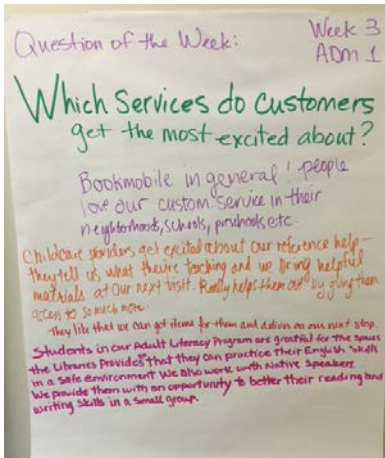 Question of the Week:
Week 3
ADM 1
Which Services do Customers
get the most excited about?
Bookmobile in general! people
love our custom service in their
neighborhoods, schools, preschools, etc.
Childcare providers get excited about our reference help -
they tell us what they're teaching and we bring helpful
materials at our next visit. Really helps them out by giving them
access to so much more.
They like that we can get items for them and deliver on our next stop.
Students in our Adult Literacy Program are greatful for the spaces
the Libraries provides that they can practice their English skills
in a safe environment. We also work with Native Speakers
We provide them with an opportunity to better their reading and
writing skills in a small group.